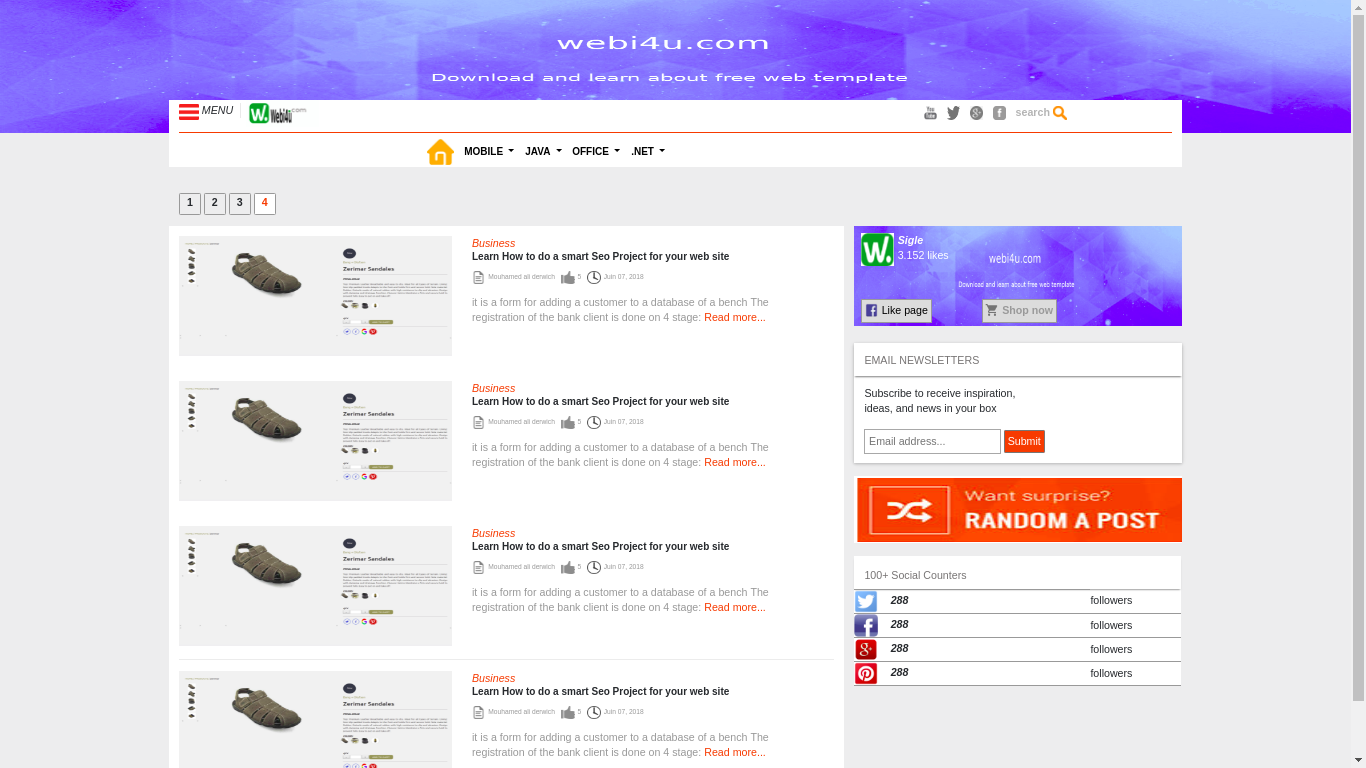 webi4u.com
Download and learn about free web template
MENU
W. Webi4u.com
search
MOBILE
JAVA
OFFICE
.NET
1 2 3 4
Zerimar Sandales
Business
Learn How to do a smart Seo Project for your web site
Mouhamed ali derwich 5 Juin 07, 2018
it is a form for adding a customer to a database of a bench The
registration of the bank client is done on 4 stage: Read more...
Zerimar Sandales
Business
Learn How to do a smart Seo Project for your web site
Mouhamed ali derwich 5 Juin 07, 2018
it is a form for adding a customer to a database of a bench The
registration of the bank client is done on 4 stage: Read more...
Zerimar Sandales
Business
Learn How to do a smart Seo Project for your web site
Mouhamed ali derwich 5 Juin 07, 2018
it is a form for adding a customer to a database of a bench The
registration of the bank client is done on 4 stage: Read more...
Zerimar Sandales
Business
Learn How to do a smart Seo Project for your web site
Mouhamed ali derwich 5 Juin 07, 2018
it is a form for adding a customer to a database of a bench The
registration of the bank client is done on 4 stage: Read more...
W.
Sigle
3.152 likes
webi4u.com
Download and learn about free web template
Like page
Shop now
EMAIL NEWSLETTERS
Subscribe to receive inspiration,
ideas, and news in your box
Email address...
Submit
Want surprise?
RANDOM A POST
100+ Social Counters
288 followers
288 followers
288 followers
288 followers